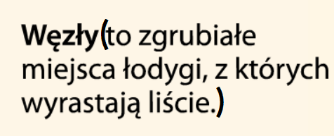 Węzły(to zgrubiałe
miejsca łodygi, z których
wyrastają liście.)